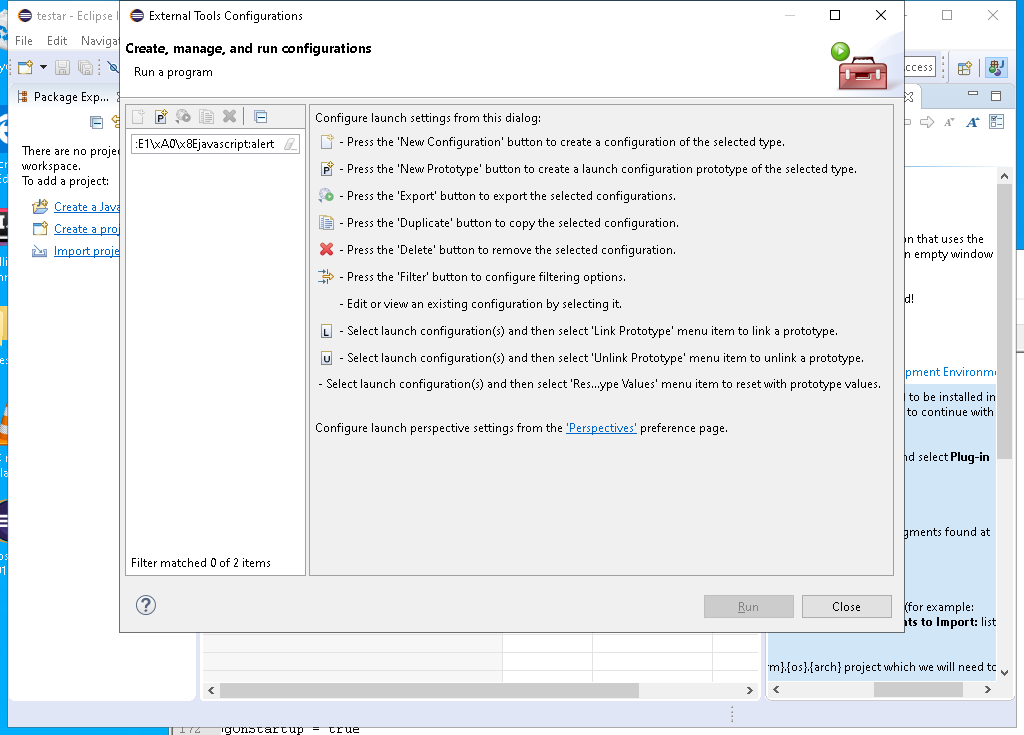 testar - Eclipse I
External Tools Configurations
File Edit Navigat
Create, manage, and run configurations
Run a program
ccess
Package Exp...
:E1\xA0\x8Ejavascript:alert
Configure launch settings from this dialog:
- Press the 'New Configuration' button to create a configuration of the selected type.
- Press the 'New Prototype' button to create a launch configuration prototype of the selected type.
- Press the 'Export' button to export the selected configurations.
- Press the 'Duplicate' button to copy the selected configuration.
- Press the 'Delete' button to remove the selected configuration.
- Press the 'Filter' button to configure filtering options.
- Edit or view an existing configuration by selecting it.
- Select launch configuration(s) and then select 'Link Prototype' menu item to link a prototype.
- Select launch configuration(s) and then select 'Unlink Prototype' menu item to unlink a prototype.
- Select launch configuration(s) and then select 'Res...ype Values' menu item to reset with prototype values.
Configure launch perspective settings from the 'Perspectives' preference page.
Filter matched 0 of 2 items
Run
Close
There are no projec
workspace.
To add a project:
Create a Java
Create a proj
Import proje
on that uses the
n empty window
d!
pment Environme
to be installed in
to continue with
nd select Plug-in
gments found at
(for example:
nts to Import: list
rm}.{os}.{arch} project which we will need to
172 gOnStartup = true